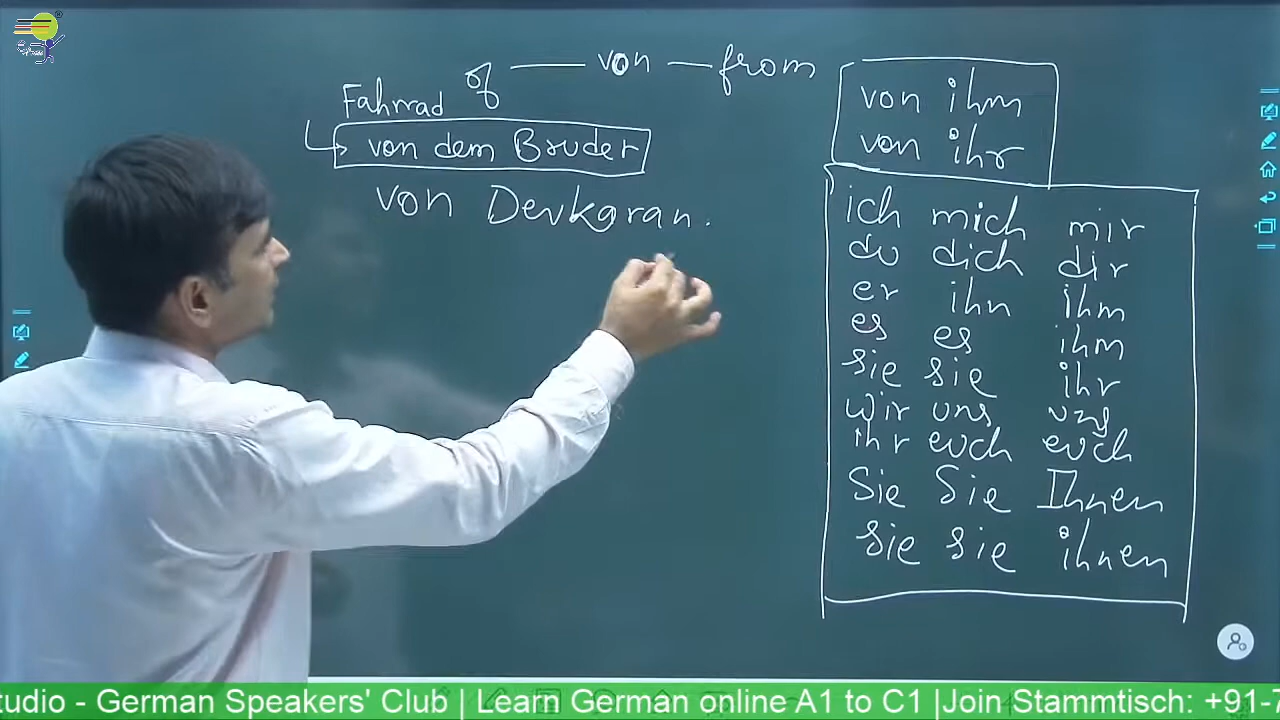 of — von — from
Fahrrad
von dem Bruder
von Devkaran.
von ihm
von ihr
ich mich mir
du dich dir
er ihn ihm
es es ihm
sie sie ihr
wir uns uns
ihr euch euch
Sie Sie Ihnen
sie sie ihnen
tudio - German Speakers' Club | Learn German online A1 to C1 |Join Stammtisch: +91-7